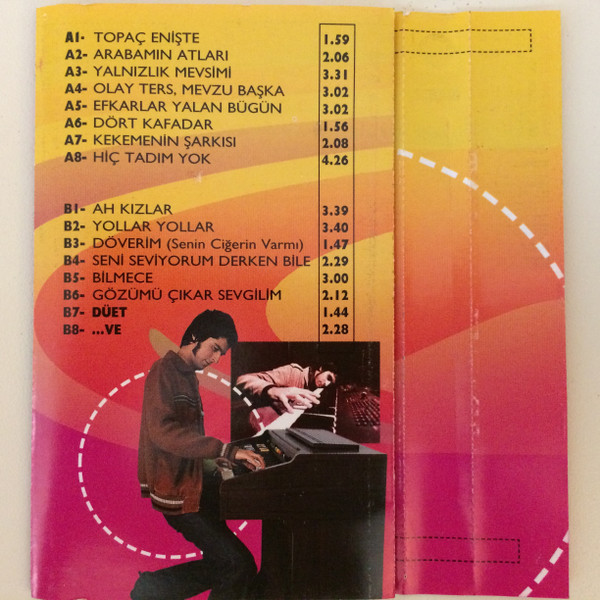 A1- TOPAÇ ENİŞTE 1.59
A2- ARABAMIN ATLARI 2.06
A3- YALNIZLIK MEVSİMİ 3.31
A4- OLAY TERS, MEVZU BAŞKA 3.02
A5- EFKARLAR YALAN BÜGÜN 3.02
A6- DÖRT KAFADAR 1.56
A7- KEKEMENİN ŞARKISI 2.08
A8- HİÇ TADIM YOK 4.26
B1- AH KIZLAR 3.39
B2- YOLLAR YOLLAR 3.40
B3- DÖVERİM (Senin Ciğerin Varmı) 1.47
B4- SENİ SEVİYORUM DERKEN BİLE 2.29
B5- BİLMECE 3.00
B6- GÖZÜMÜ ÇIKAR SEVGİLİM 2.12
B7- DÜET 1.44
B8- ...VE 2.28